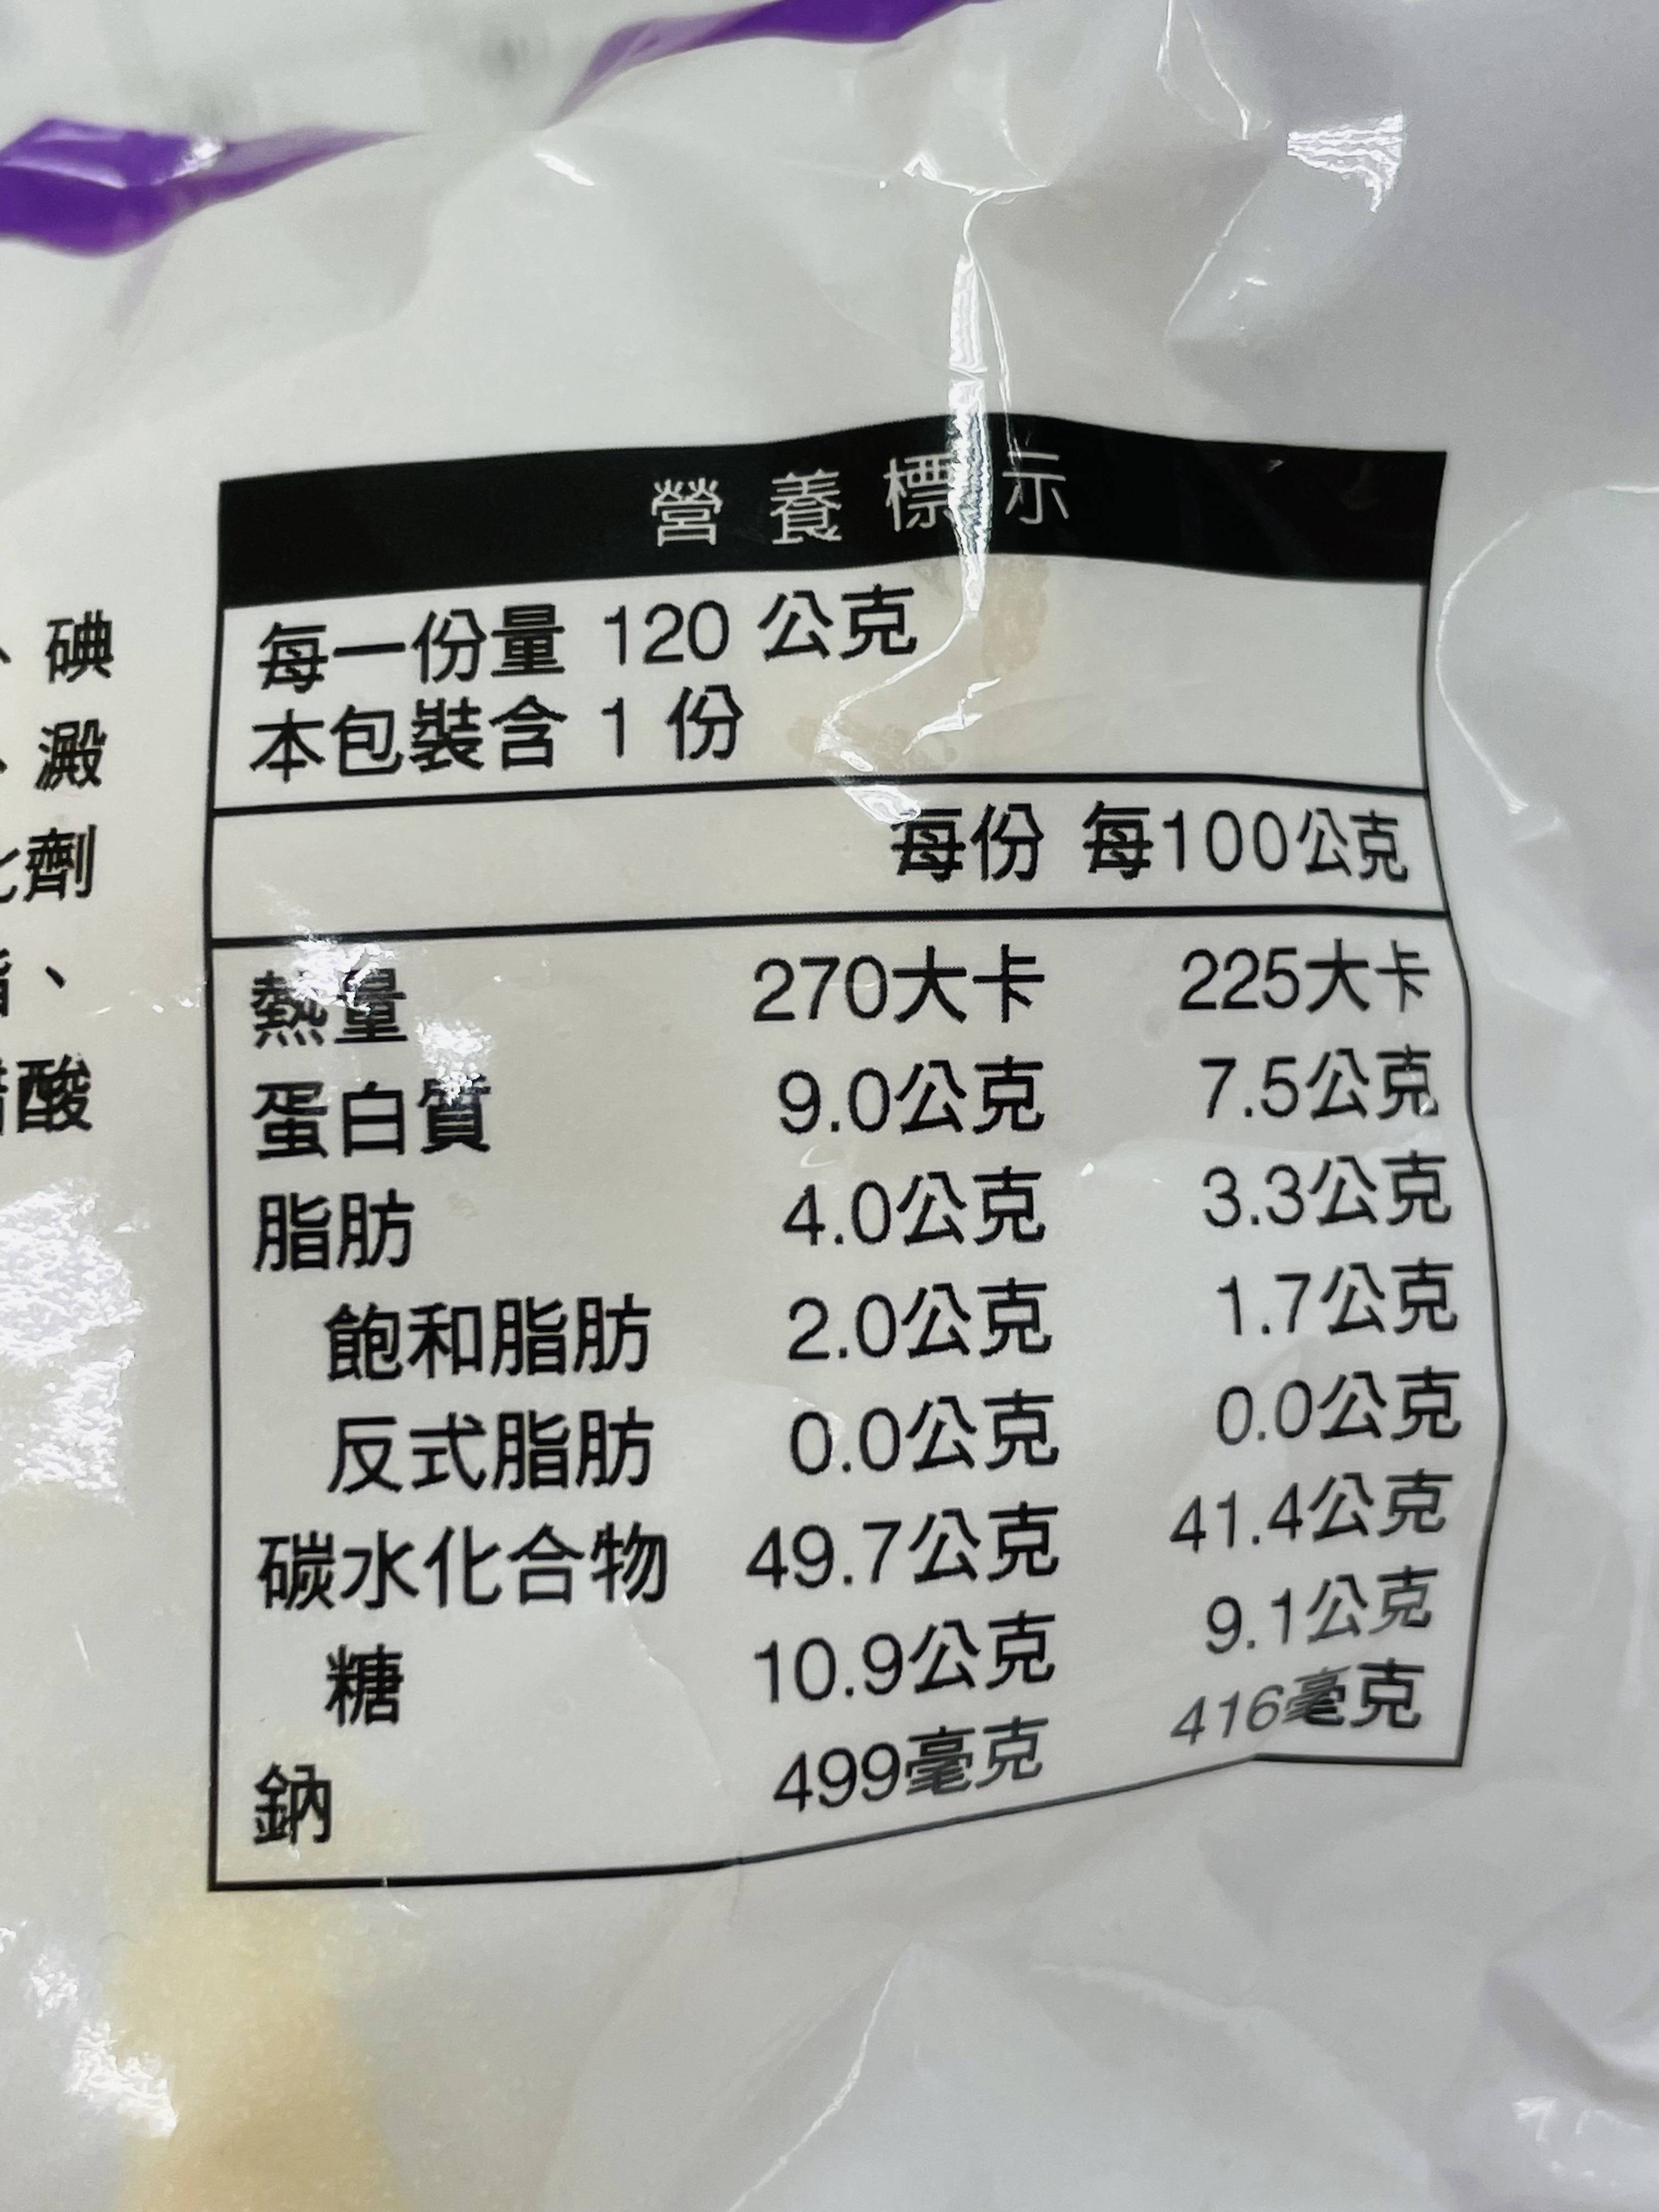 碘
澱
化劑
脂、
醋酸
營養標示
每一份量 120 公克
本包裝含 1 份
每份 每100公克
熱量 270大卡 225大卡
蛋白質 9.0公克 7.5公克
脂肪 4.0公克 3.3公克
飽和脂肪 2.0公克 1.7公克
反式脂肪 0.0公克 0.0公克
碳水化合物 49.7公克 41.4公克
糖 10.9公克 9.1公克
鈉 499毫克 416毫克